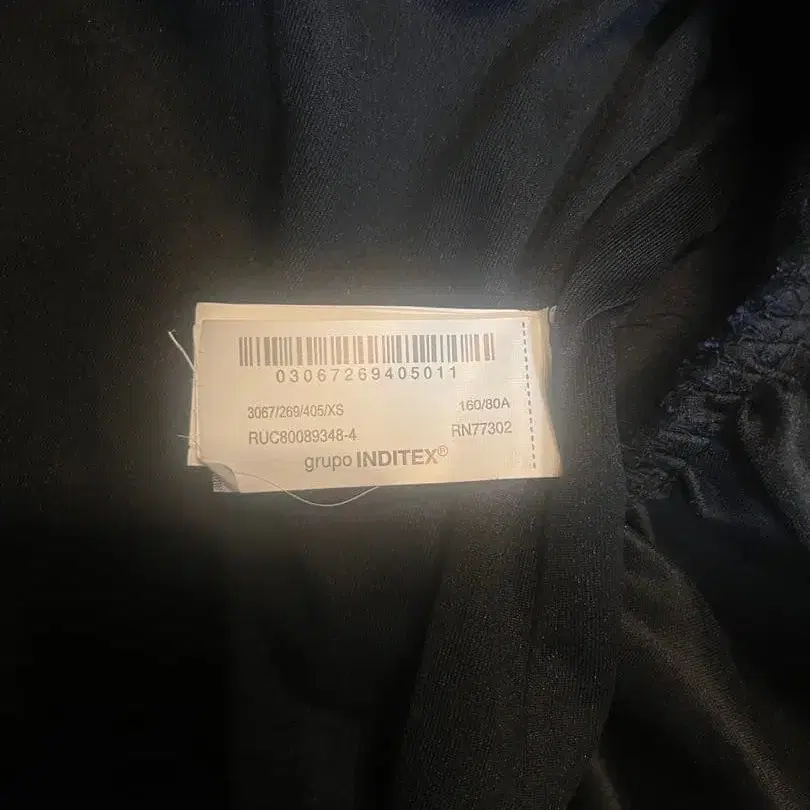 03067269405011
3067/269/405/XS 160/80A
RUC80089348-4 RN77302
grupo INDITEX®